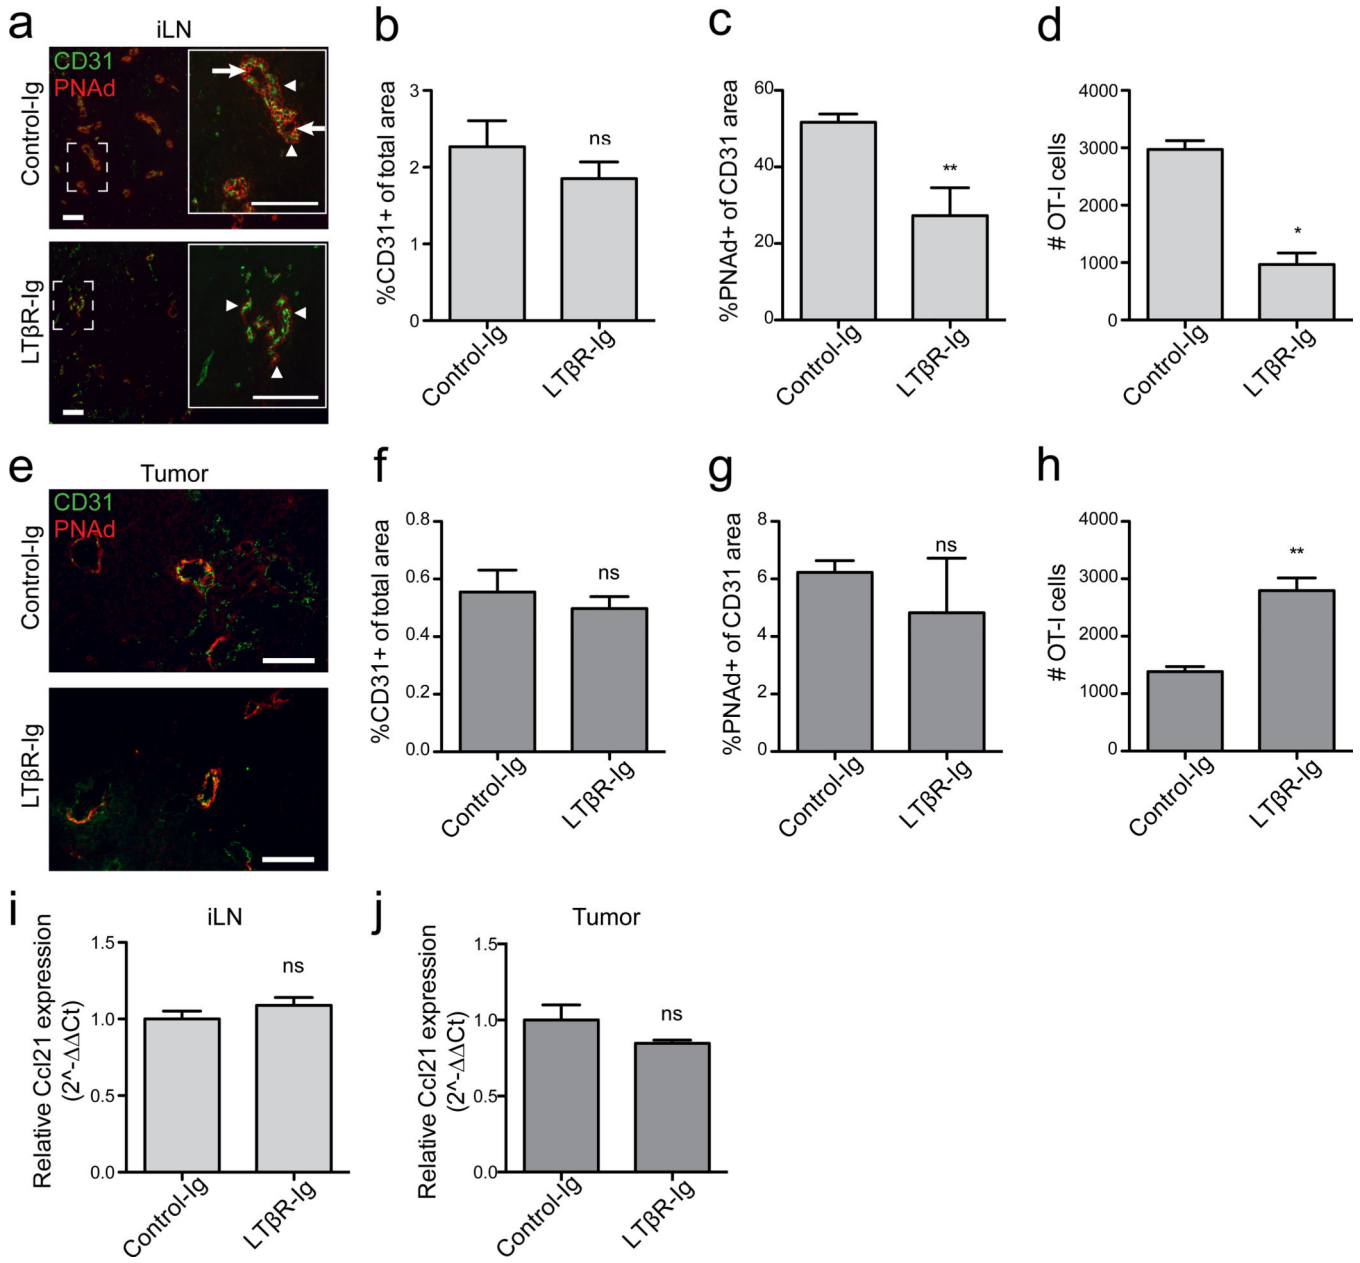 a
iLN
CD31
PNAd
Control-Ig
LTβR-Ig
b
%CD31+ of total area
3
2
1
0
ns
Control-Ig
LTβR-Ig
c
%PNAd+ of CD31 area
60
40
20
0
**
Control-Ig
LTβR-Ig
d
# OT-I cells
4000
3000
2000
1000
0
*
Control-Ig
LTβR-Ig
e
Tumor
CD31
PNAd
Control-Ig
LTβR-Ig
f
%CD31+ of total area
0.8
0.6
0.4
0.2
0.0
ns
Control-Ig
LTβR-Ig
g
%PNAd+ of CD31 area
8
6
4
2
0
ns
Control-Ig
LTβR-Ig
h
# OT-I cells
4000
3000
2000
1000
0
**
Control-Ig
LTβR-Ig
i
iLN
Relative Ccl21 expression
(2^-ΔΔCt)
1.5
1.0
0.5
0.0
ns
Control-Ig
LTβR-Ig
j
Tumor
Relative Ccl21 expression
(2^-ΔΔCt)
1.5
1.0
0.5
0.0
ns
Control-Ig
LTβR-Ig